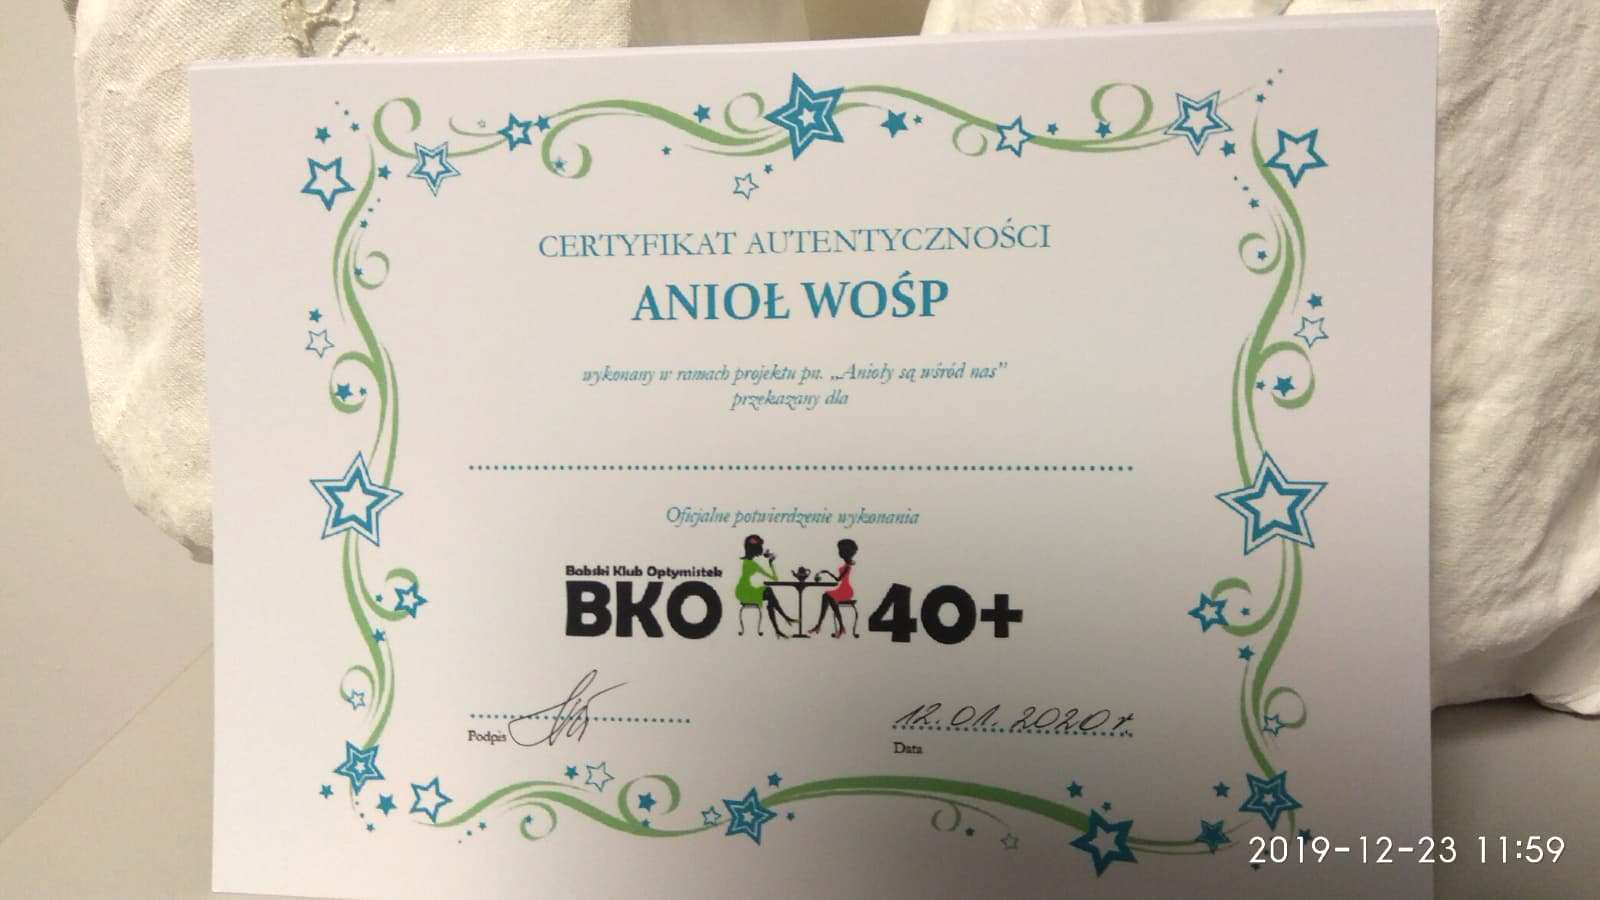 CERTYFIKAT AUTENTYCZNOŚCI
ANIOŁ WOŚP
wykonany w ramach projektu pn. „Anioły są wśród nas”
przekazany dla
Oficjalne potwierdzenie wykonania
Babski Klub Optymistek
BKO 40+
12.01.2020 r.
Podpis
Data
2019-12-23 11:59